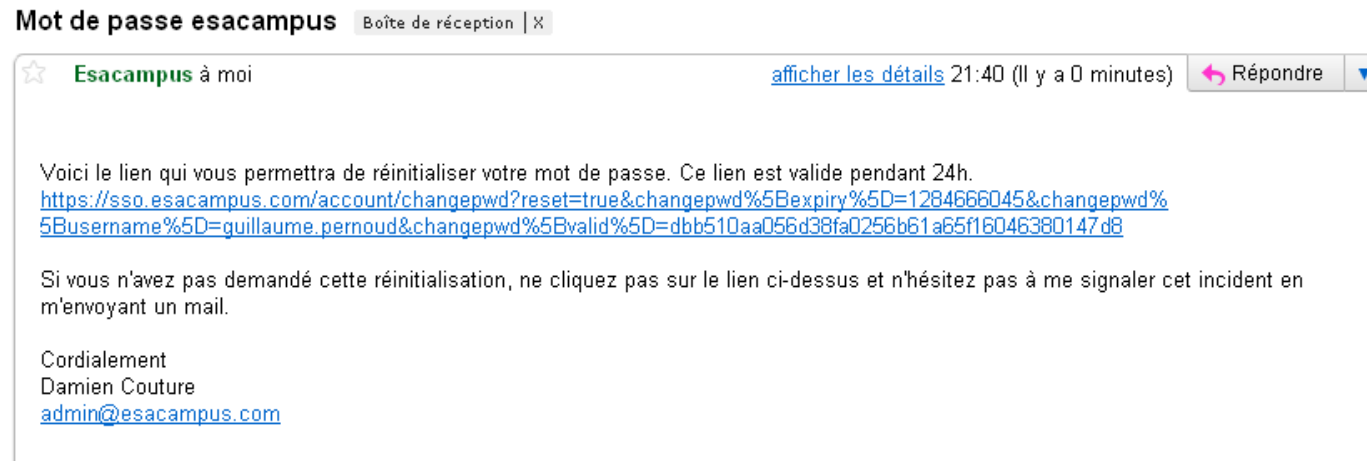 Mot de passe esacampus Boîte de réception | X
Esacampus à moi afficher les détails 21:40 (Il y a 0 minutes) Répondre
Voici le lien qui vous permettra de réinitialiser votre mot de passe. Ce lien est valide pendant 24h.
https://sso.esacampus.com/account/changepwd?reset=true&changepwd%5Bexpiry%5D=1284666045&changepwd%
5Busername%5D=guillaume.pernoud&changepwd%5Bvalid%5D=dbb510aa056d38fa0256b61a65f16046380147d8
Si vous n'avez pas demandé cette réinitialisation, ne cliquez pas sur le lien ci-dessus et n'hésitez pas à me signaler cet incident en
m'envoyant un mail.
Cordialement
Damien Couture
admin@esacampus.com